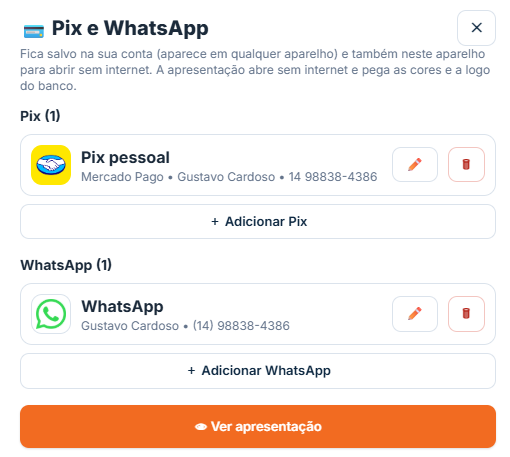 Pix e WhatsApp
Fica salvo na sua conta (aparece em qualquer aparelho) e também neste aparelho
para abrir sem internet. A apresentação abre sem internet e pega as cores e a logo
do banco.
Pix (1)
Pix pessoal
Mercado Pago • Gustavo Cardoso • 14 98838-4386
+ Adicionar Pix
WhatsApp (1)
WhatsApp
Gustavo Cardoso • (14) 98838-4386
+ Adicionar WhatsApp
Ver apresentação